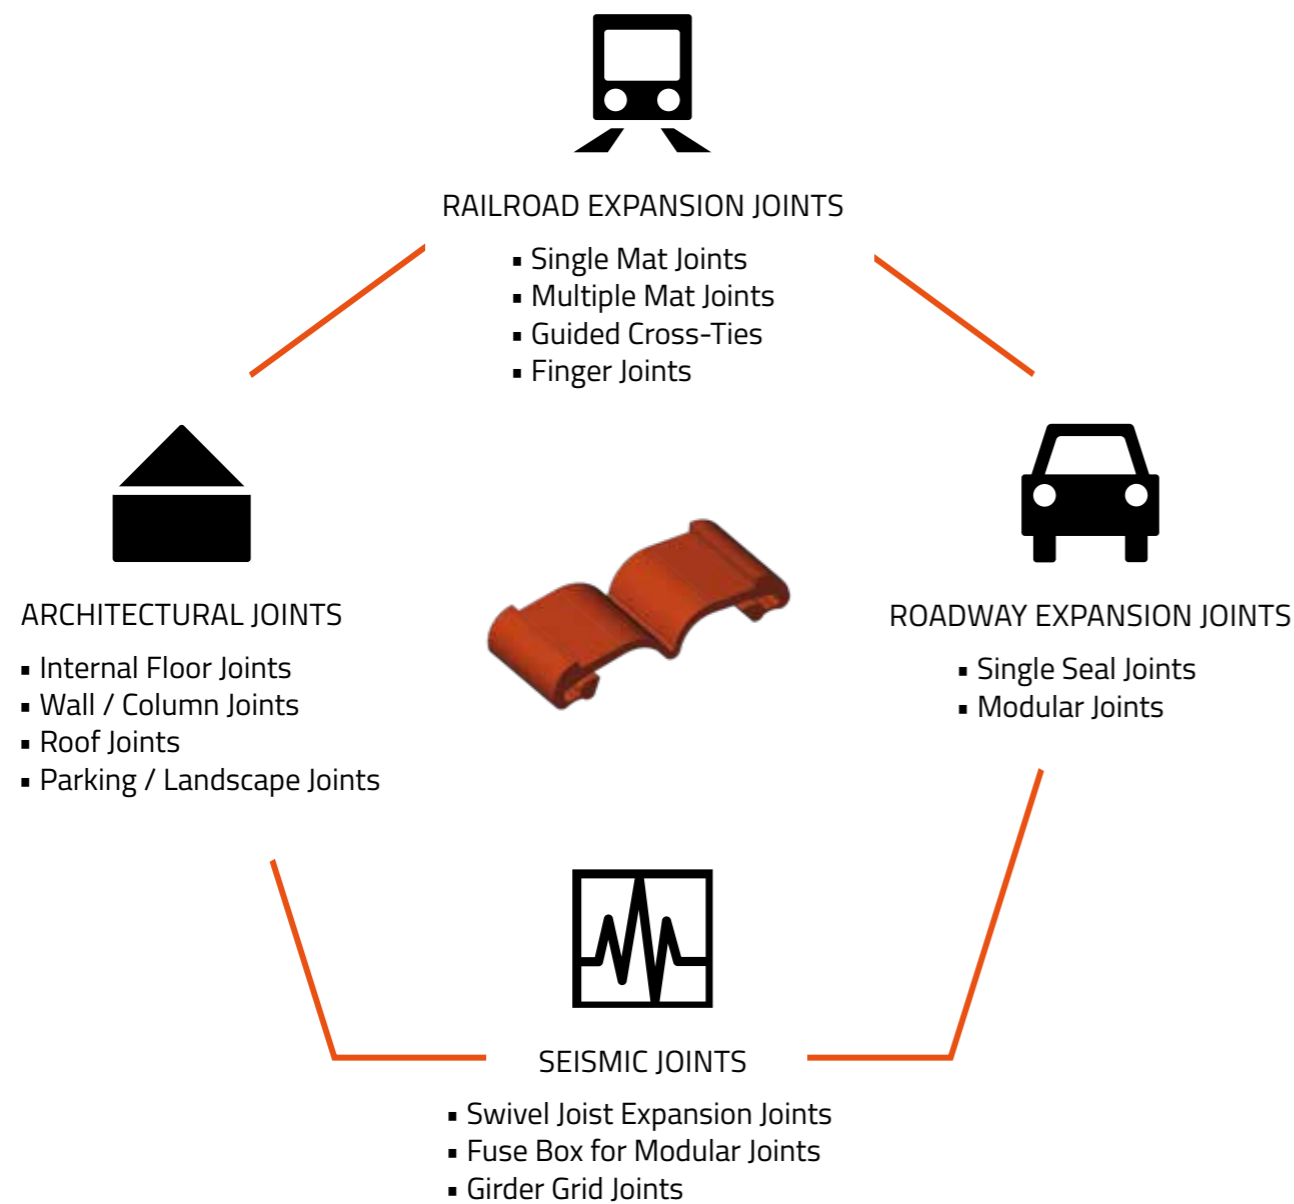 RAILROAD EXPANSION JOINTS
▪ Single Mat Joints
▪ Multiple Mat Joints
▪ Guided Cross-Ties
▪ Finger Joints
ARCHITECTURAL JOINTS
▪ Internal Floor Joints
▪ Wall / Column Joints
▪ Roof Joints
▪ Parking / Landscape Joints
ROADWAY EXPANSION JOINTS
▪ Single Seal Joints
▪ Modular Joints
SEISMIC JOINTS
▪ Swivel Joist Expansion Joints
▪ Fuse Box for Modular Joints
▪ Girder Grid Joints